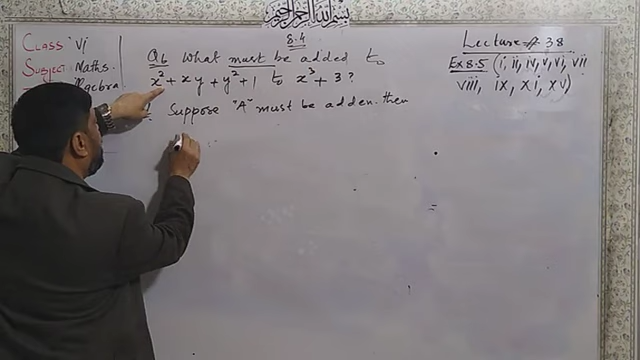 بسم الله الرحمن الرحيم
8.4
Class VI
Subject Maths.
Algebra
Q6 What must be added to
x² + xy + y² + 1 to x³ + 3?
Suppose "A" must be adden. then
Lecture # 38
Ex 8.5 (i, ii, iv, v, vi, vii
viii, ix, xi, xv)